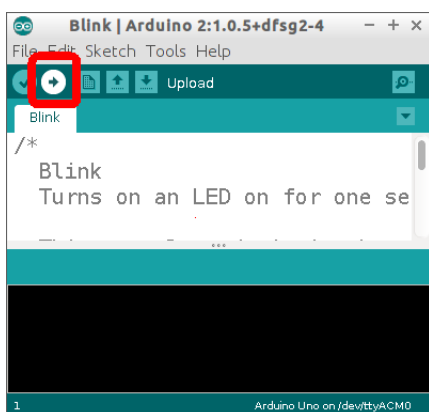 Blink | Arduino 2:1.0.5+dfsg2-4
File Edit Sketch Tools Help
Upload
Blink
/*
Blink
Turns on an LED on for one se
1
Arduino Uno on /dev/ttyACM0